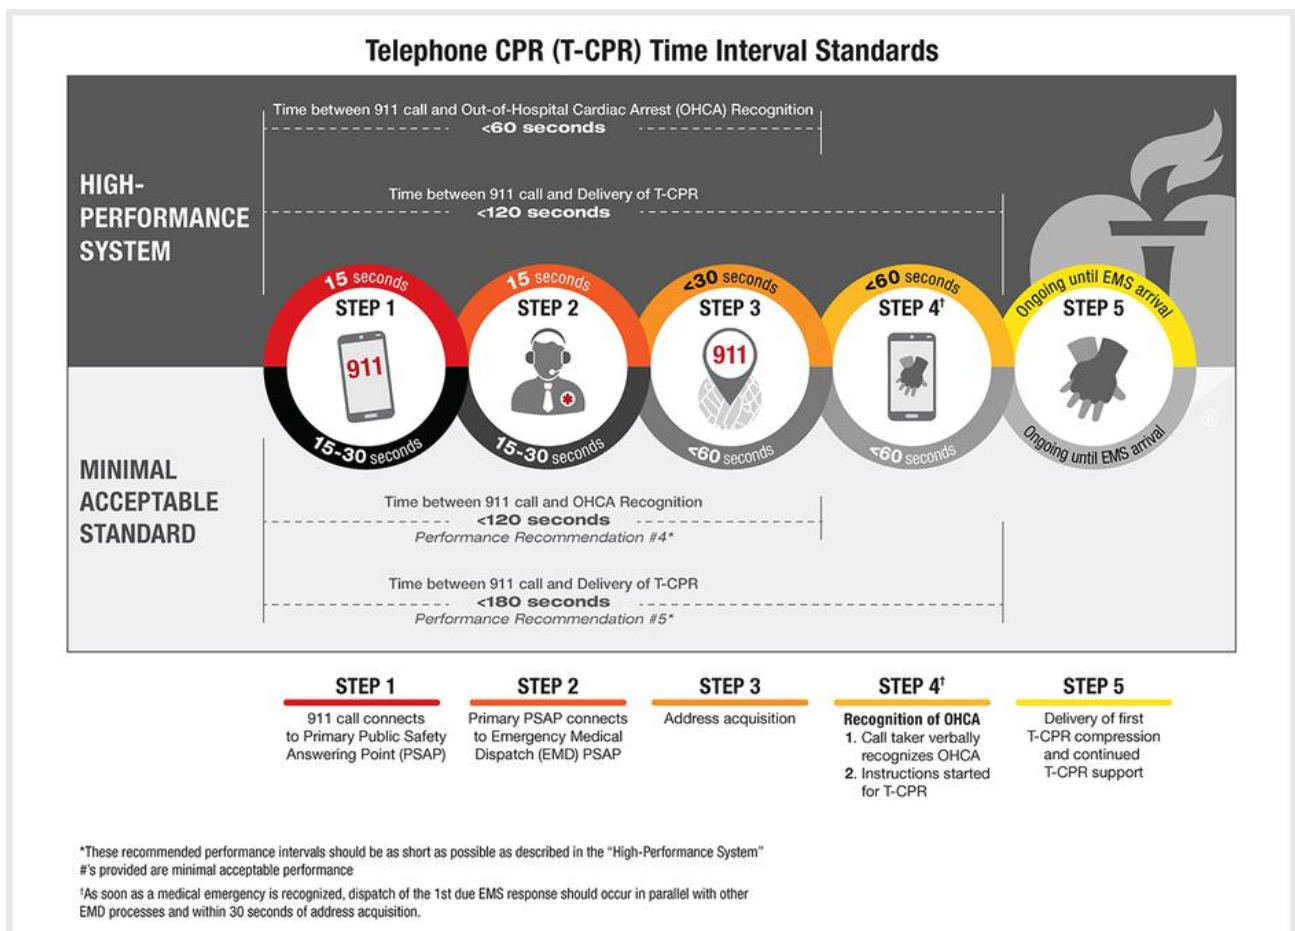 Telephone CPR (T-CPR) Time Interval Standards
HIGH-
PERFORMANCE
SYSTEM
Time between 911 call and Out-of-Hospital Cardiac Arrest (OHCA) Recognition
<60 seconds
Time between 911 call and Delivery of T-CPR
<120 seconds
15 seconds
STEP 1
911
15-30 seconds
15 seconds
STEP 2
15-30 seconds
<30 seconds
STEP 3
911
<60 seconds
<60 seconds
STEP 4†
<60 seconds
Ongoing until EMS arrival
STEP 5
Ongoing until EMS arrival
®
MINIMAL
ACCEPTABLE
STANDARD
Time between 911 call and OHCA Recognition
<120 seconds
Performance Recommendation #4*
Time between 911 call and Delivery of T-CPR
<180 seconds
Performance Recommendation #5*
STEP 1
911 call connects
to Primary Public Safety
Answering Point (PSAP)
STEP 2
Primary PSAP connects
to Emergency Medical
Dispatch (EMD) PSAP
STEP 3
Address acquisition
STEP 4†
Recognition of OHCA
1. Call taker verbally
recognizes OHCA
2. Instructions started
for T-CPR
STEP 5
Delivery of first
T-CPR compression
and continued
T-CPR support
*These recommended performance intervals should be as short as possible as described in the “High-Performance System”
#'s provided are minimal acceptable performance
†As soon as a medical emergency is recognized, dispatch of the 1st due EMS response should occur in parallel with other
EMD processes and within 30 seconds of address acquisition.